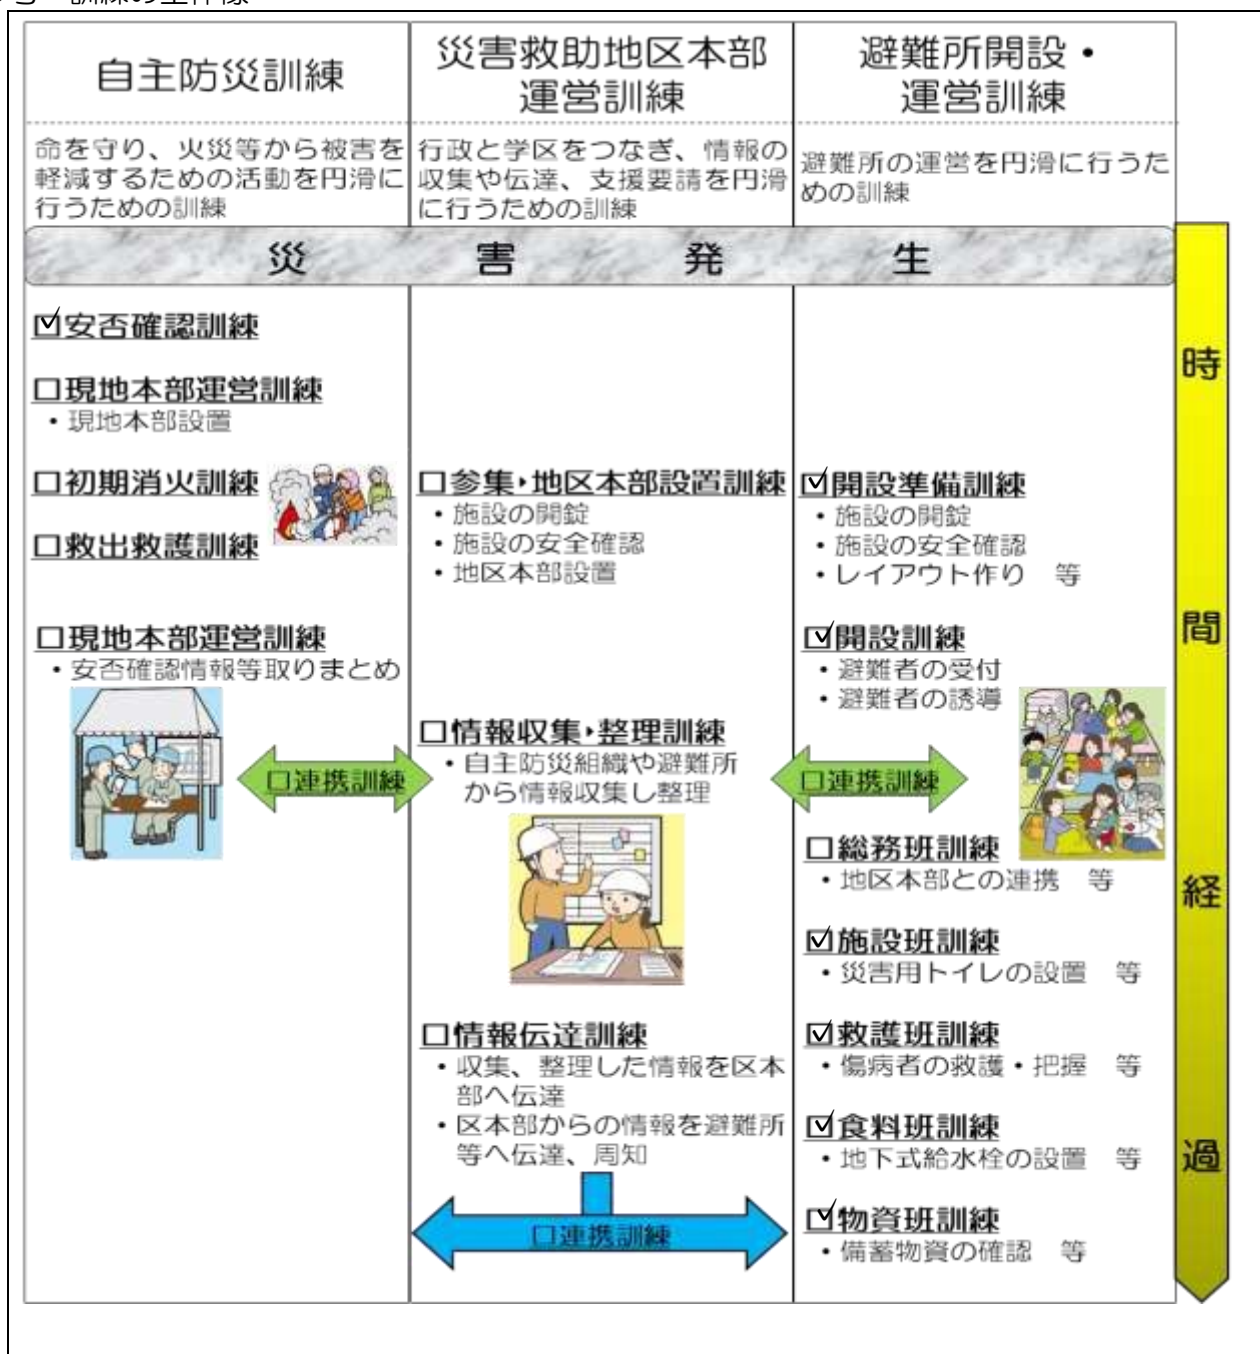 訓練の全体像
自主防災訓練
命を守り、火災等から被害を
軽減するための活動を円滑に
行うための訓練
災害救助地区本部
運営訓練
行政と学区をつなぎ、情報の
収集や伝達、支援要請を円滑
に行うための訓練
避難所開設・
運営訓練
避難所の運営を円滑に行うた
めの訓練
災害発生
☑安否確認訓練
□現地本部運営訓練
・現地本部設置
□初期消火訓練
□救出救護訓練
□現地本部運営訓練
・安否確認情報等取りまとめ
□連携訓練
□参集・地区本部設置訓練
・施設の開錠
・施設の安全確認
・地区本部設置
□情報収集・整理訓練
・自主防災組織や避難所
から情報収集し整理
□情報伝達訓練
・収集、整理した情報を区本
部へ伝達
・区本部からの情報を避難所
等へ伝達、周知
□連携訓練
☑開設準備訓練
・施設の開錠
・施設の安全確認
・レイアウト作り　等
☑開設訓練
・避難者の受付
・避難者の誘導
□連携訓練
□総務班訓練
・地区本部との連携　等
☑施設班訓練
・災害用トイレの設置　等
☑救護班訓練
・傷病者の救護・把握　等
☑食料班訓練
・地下式給水栓の設置　等
☑物資班訓練
・備蓄物資の確認　等
時間経過